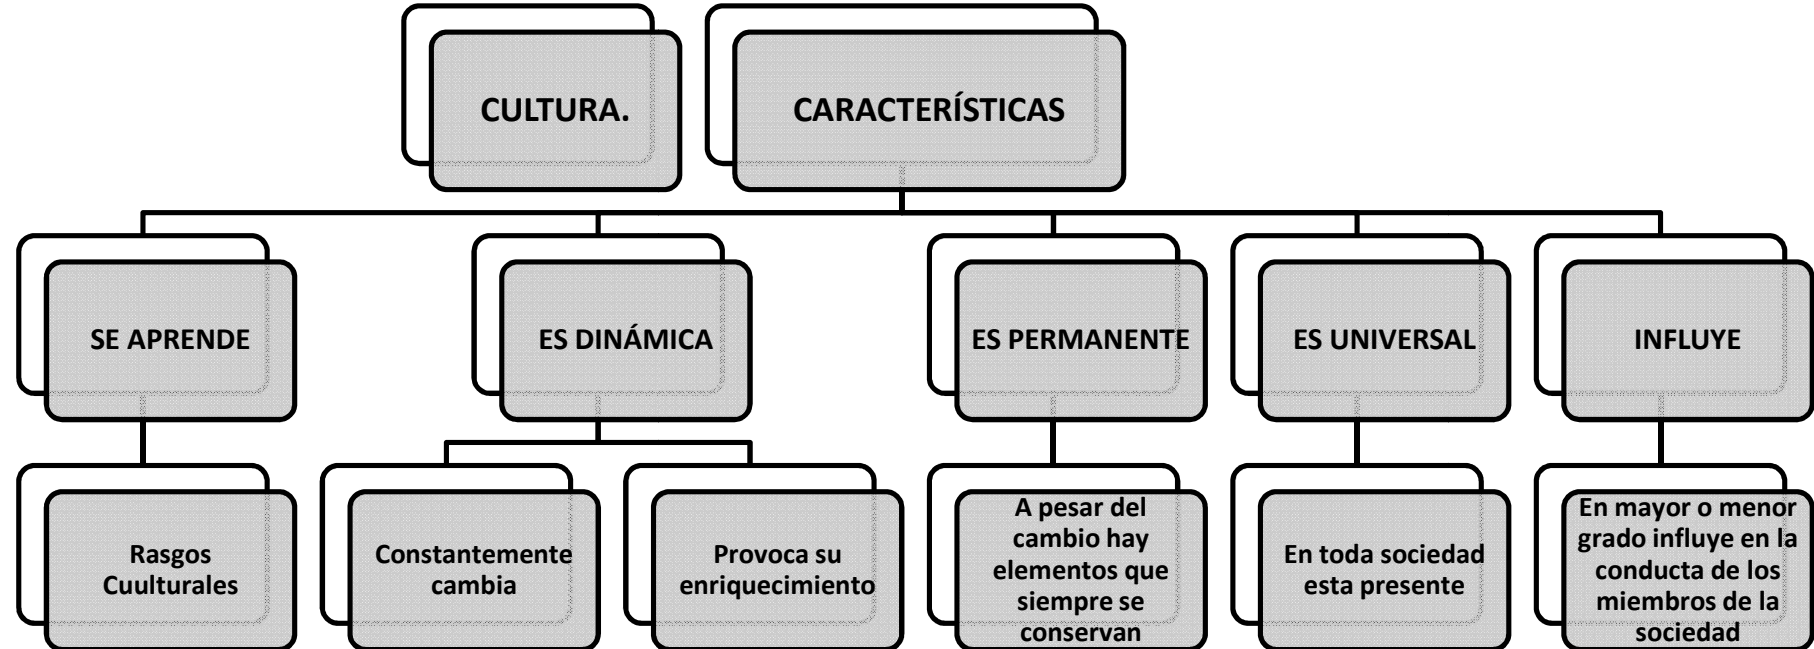 CULTURA.
CARACTERÍSTICAS
SE APRENDE
ES DINÁMICA
ES PERMANENTE
ES UNIVERSAL
INFLUYE
Rasgos
Cuulturales
Constantemente
cambia
Provoca su
enriquecimiento
A pesar del
cambio hay
elementos que
siempre se
conservan
En toda sociedad
esta presente
En mayor o menor
grado influye en la
conducta de los
miembros de la
sociedad